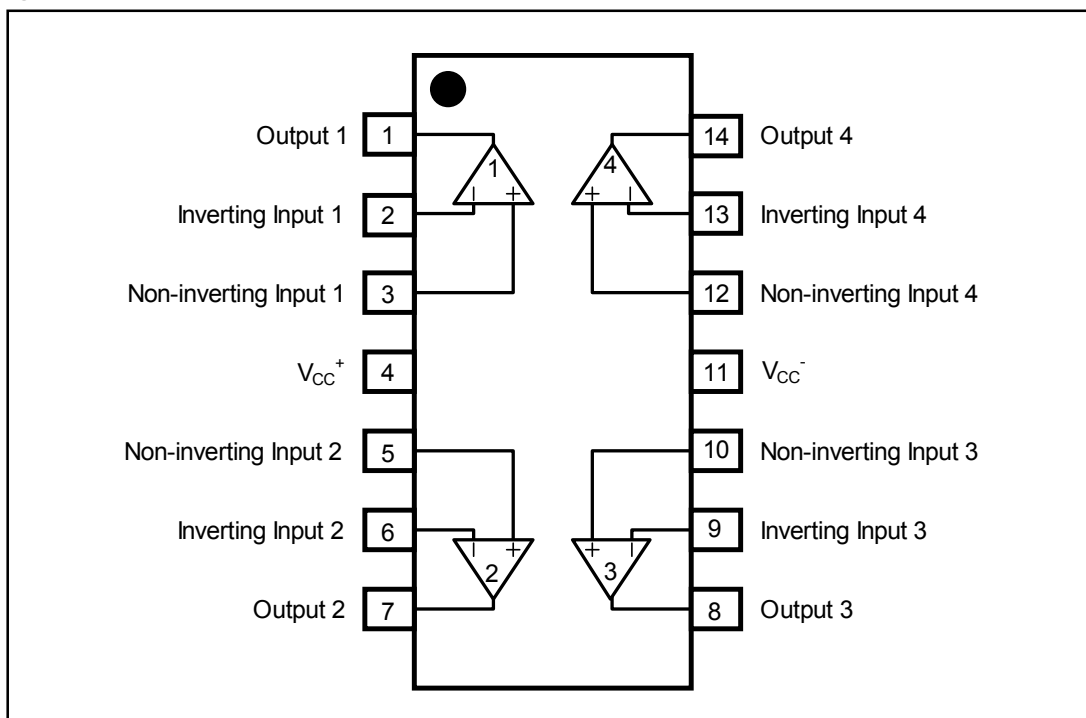 Output 1 1 14 Output 4
1 4
- + + -
Inverting Input 1 2 13 Inverting Input 4
Non-inverting Input 1 3 12 Non-inverting Input 4
VCC+ 4 11 VCC-
Non-inverting Input 2 5 10 Non-inverting Input 3
Inverting Input 2 6 9 Inverting Input 3
- + + -
2 3
Output 2 7 8 Output 3